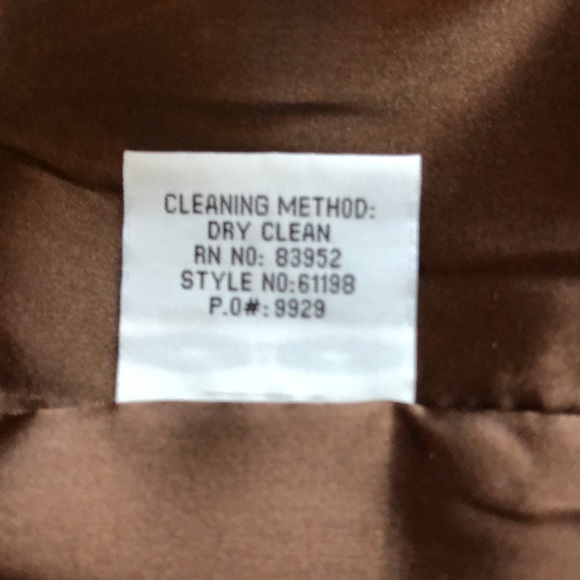 CLEANING METHOD:
DRY CLEAN
RN NO: 83952
STYLE NO:61198
P.O#:9929